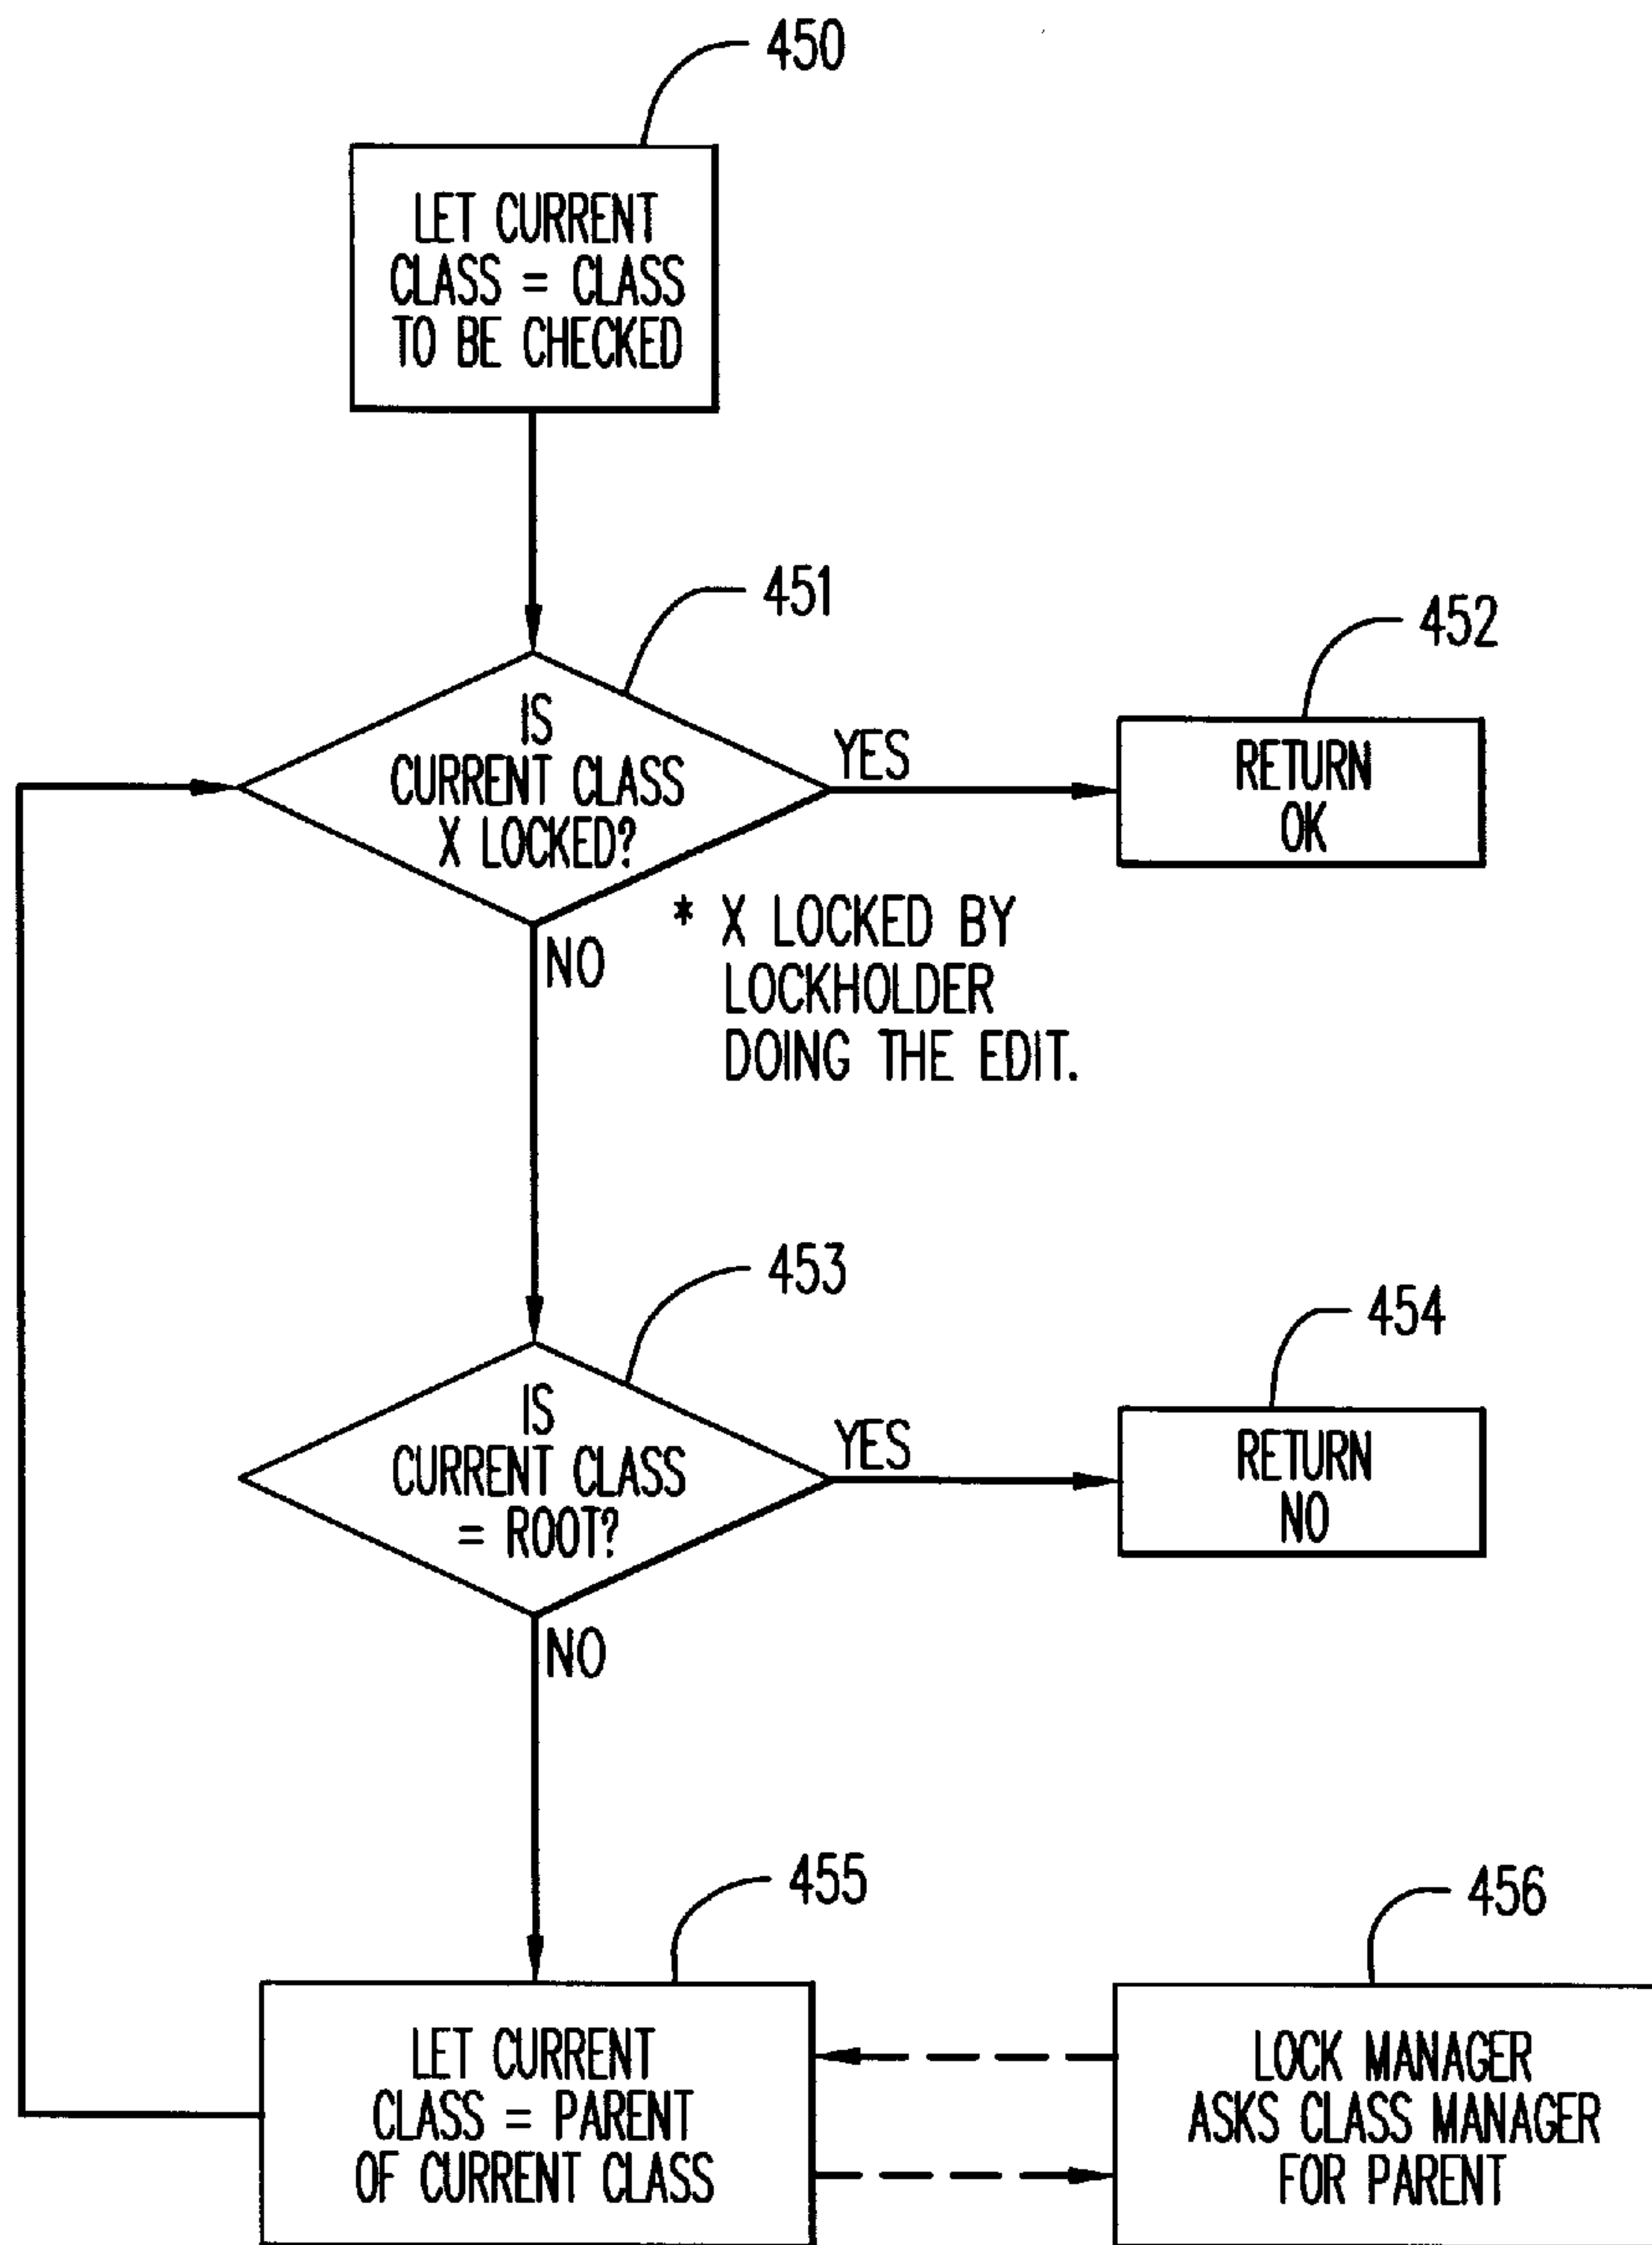 450
LET CURRENT
CLASS = CLASS
TO BE CHECKED
451
IS
CURRENT CLASS
X LOCKED?
YES
452
RETURN
OK
NO
* X LOCKED BY
LOCKHOLDER
DOING THE EDIT.
453
IS
CURRENT CLASS
= ROOT?
YES
454
RETURN
NO
NO
455
LET CURRENT
CLASS = PARENT
OF CURRENT CLASS
456
LOCK MANAGER
ASKS CLASS MANAGER
FOR PARENT